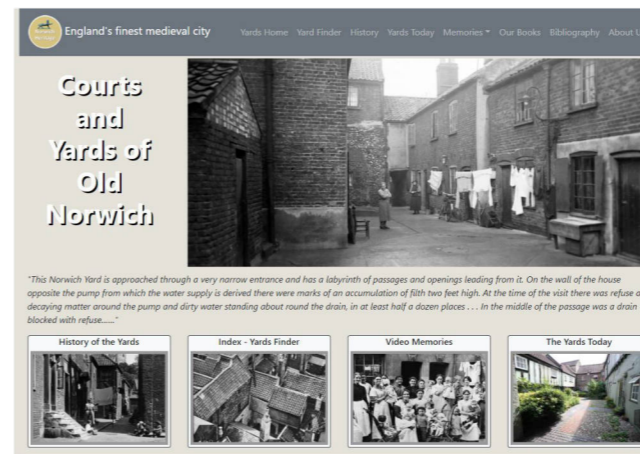 England's finest medieval city
Yards Home Yard Finder History Yards Today Memories Our Books Bibliography About U
Courts
and
Yards of
Old
Norwich
"This Norwich Yard is approached through a very narrow entrance and has a labyrinth of passages and openings leading from it. On the wall of the house
opposite the pump from which the water supply is derived there were marks of an accumulation of filth two feet high. At the time of the visit there was refuse a
decaying matter around the pump and dirty water standing about round the drain, in at least half a dozen places . . . In the middle of the passage was a drain
blocked with refuse......"
History of the Yards
Index - Yards Finder
Video Memories
The Yards Today